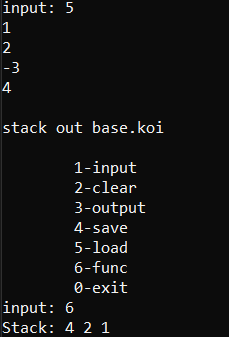 input: 5
1
2
-3
4
stack out base.koi
1-input
2-clear
3-output
4-save
5-load
6-func
0-exit
input: 6
Stack: 4 2 1